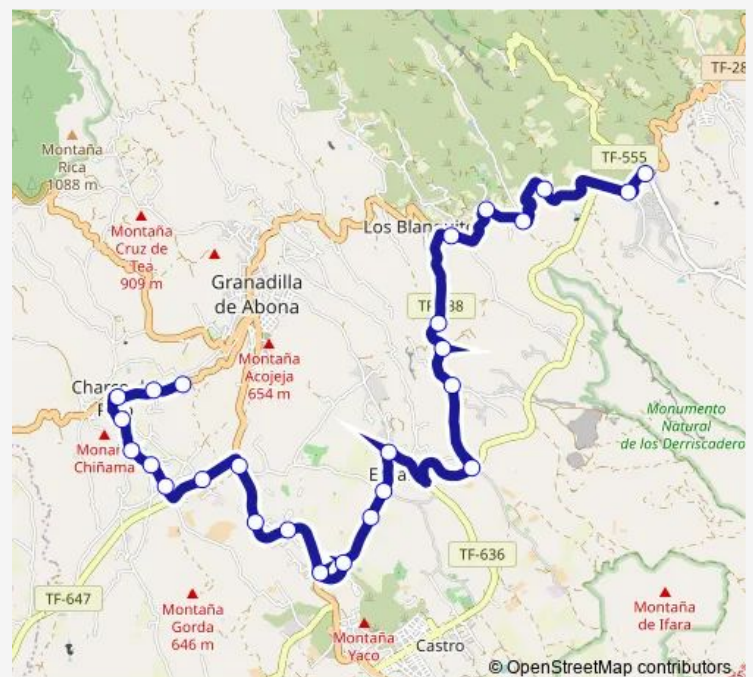 TF-28
Montaña
Rica
1088 m
TF-555
Montaña
Cruz de
Tea
909 m
Granadilla
de Abona
Montaña
Acojeja
654 m
Monumento
Natural
de los Derriscadero
TF-636
TF-647
Montaña
Gorda
646 m
Montaña
Yaco
Castro
Montaña
de Ifara
© OpenStreetMap contributors